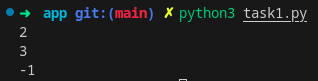 ➜ app git:(main) ✗ python3 task1.py
2
3
-1